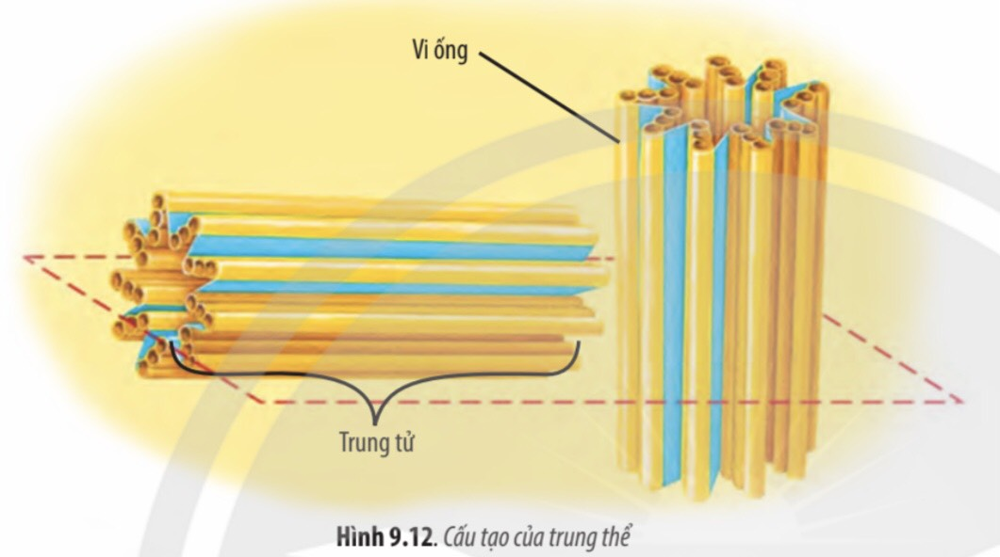 Vi ống
Trung tử
Hình 9.12. Cấu tạo của trung thể